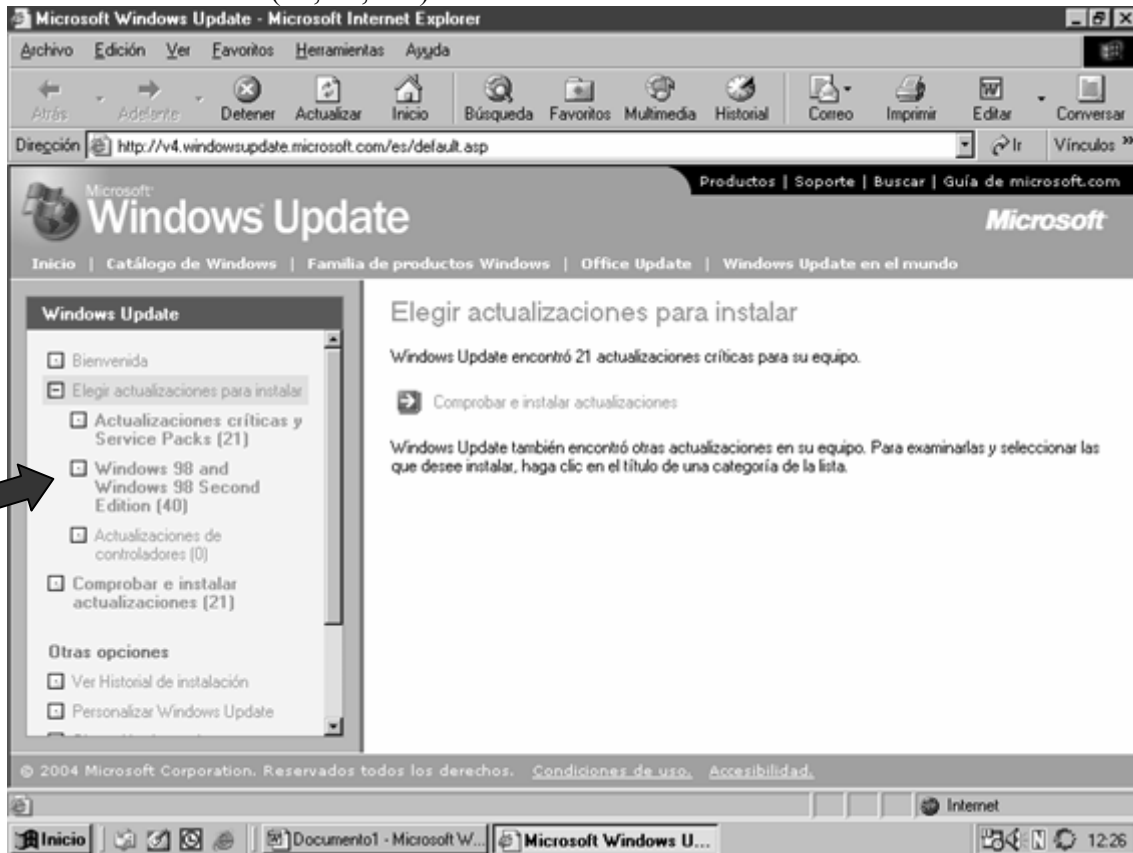 Microsoft Windows Update - Microsoft Internet Explorer
Archivo Edición Ver Favoritos Herramientas Ayuda
Atrás Adelante Detener Actualizar Inicio Búsqueda Favoritos Multimedia Historial Correo Imprimir Editar Conversar
Dirección http://v4.windowsupdate.microsoft.com/es/default.asp Ir Vínculos »
Productos | Soporte | Buscar | Guía de microsoft.com
Microsoft
Windows Update
Microsoft
Inicio | Catálogo de Windows | Familia de productos Windows | Office Update | Windows Update en el mundo
Windows Update
Bienvenida
Elegir actualizaciones para instalar
Actualizaciones críticas y
Service Packs (21)
Windows 98 and
Windows 98 Second
Edition (40)
Actualizaciones de
controladores (0)
Comprobar e instalar
actualizaciones (21)
Otras opciones
Ver Historial de instalación
Personalizar Windows Update
Elegir actualizaciones para instalar
Windows Update encontró 21 actualizaciones críticas para su equipo.
Comprobar e instalar actualizaciones
Windows Update también encontró otras actualizaciones en su equipo. Para examinarlas y seleccionar las
que desee instalar, haga clic en el título de una categoría de la lista.
© 2004 Microsoft Corporation. Reservados todos los derechos. Condiciones de uso. Accesibilidad.
Internet
Inicio Documento1 - Microsoft W... Microsoft Windows U... 12:26